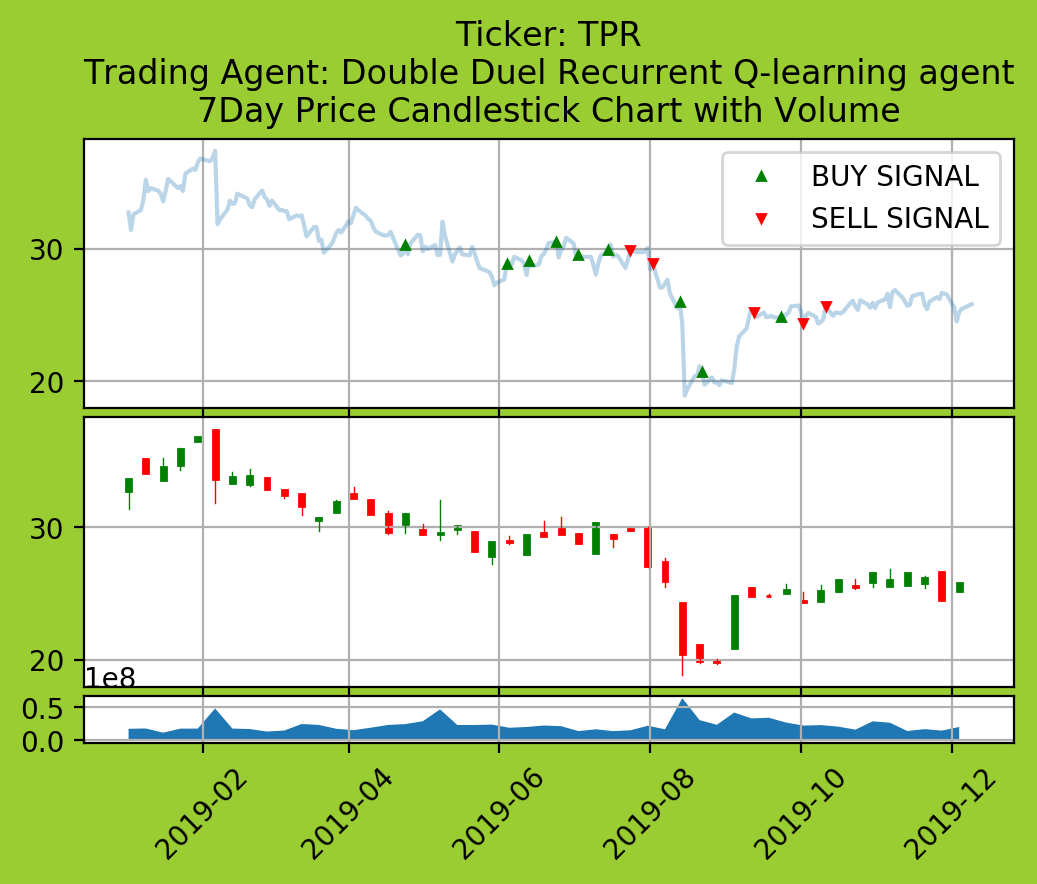 Ticker: TPR
Trading Agent: Double Duel Recurrent Q-learning agent
7Day Price Candlestick Chart with Volume
BUY SIGNAL
SELL SIGNAL
30
20
30
20
1e8
0.5
0.0
2019-02
2019-04
2019-06
2019-08
2019-10
2019-12